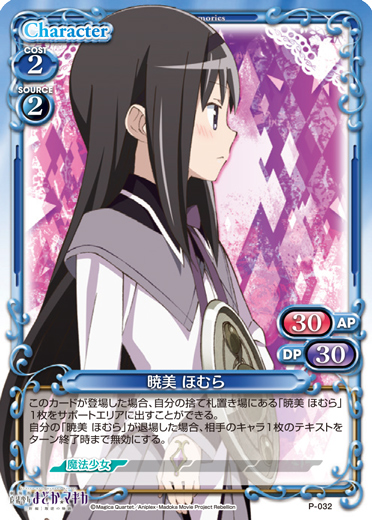 Character
COST
2
SOURCE
2
30 AP
DP 30
暁美 ほむら
このカードが登場した場合、自分の捨て札置き場にある「暁美 ほむら」
1枚をサポートエリアに出すことができる。
自分の「暁美 ほむら」が退場した場合、相手のキャラ1枚のテキストを
ターン終了時まで無効にする。
魔法少女
まどか☆マギカ
©Magica Quartet・Aniplex・Madoka Movie Project Rebellion
P-032